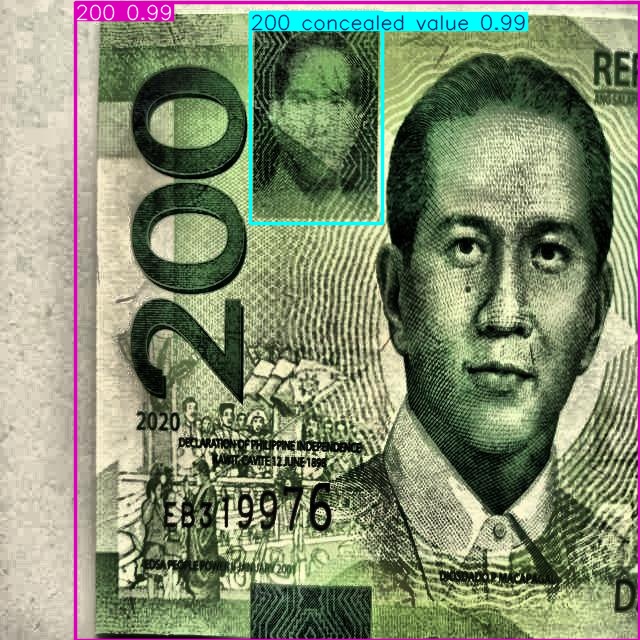 200 0.99
200 concealed value 0.99
RE
200
2020
DECLARATION OF PHILIPPINE INDEPENDENCE
KAWIT, CAVITE 12 JUNE 1898
EB319976
EDSA PEOPLE POWER II JANUARY 2001
DIOSDADO P. MACAPAGAL
D